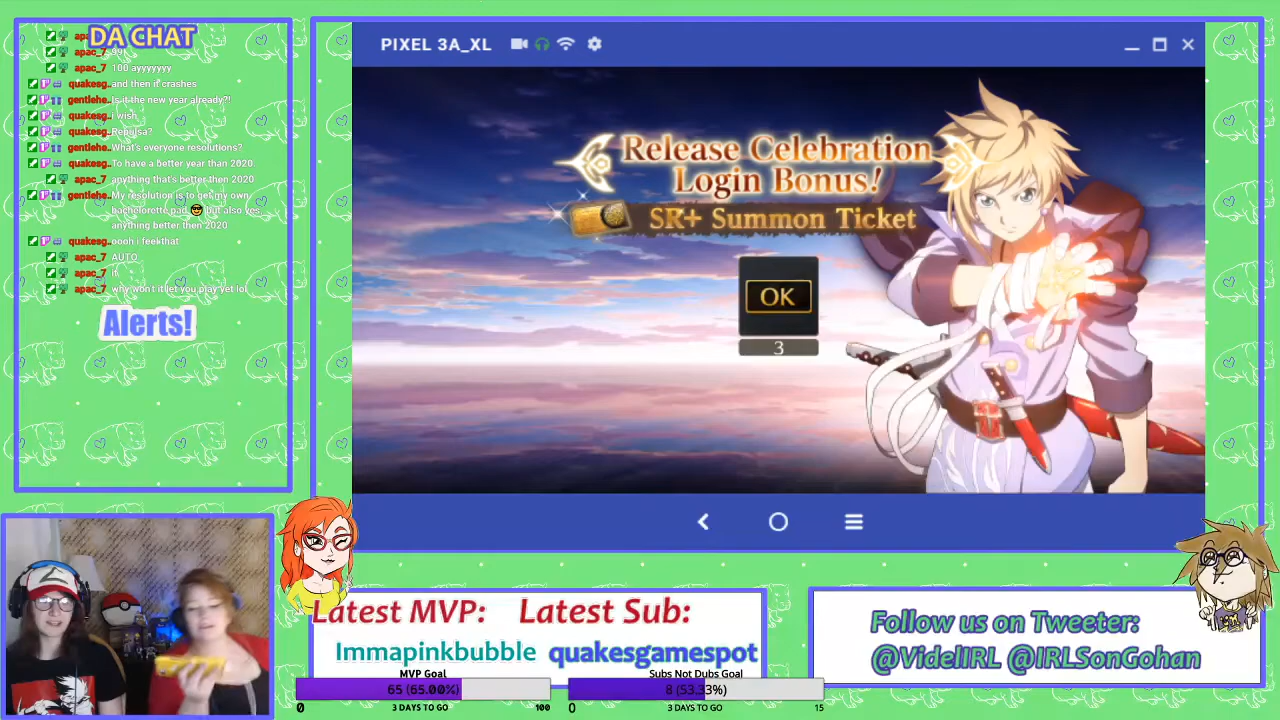 DA CHAT
apac_7 99!
apac_7 100 ayyyyyyy
quakesg.. and then it crashes
gentlehe.. Is it the new year already?!
quakesg.. i wish
quakesg.. Repulsa?
gentlehe.. What's everyone resolutions?
quakesg.. To have a better year than 2020
apac_7 anything that's better then 2020
gentlehe.. My resolution is to get my own
bachelorette pad 😎 but also yes
anything better then 2020
quakesg.. oooh i feekthat
apac_7 AUTO
apac_7 in
apac_7 why won't it let you play yet lol
Alerts!
PIXEL 3A_XL
Release Celebration
Login Bonus!
SR+ Summon Ticket
OK
3
Latest MVP: Latest Sub:
Immapinkbubble quakesgamespot
MVP Goal Subs Not Dubs Goal
65 (65.00%) 8 (53.33%)
0 3 DAYS TO GO 100 0 3 DAYS TO GO 15
Follow us on Tweeter:
@VidelIRL @IRLSonGohan